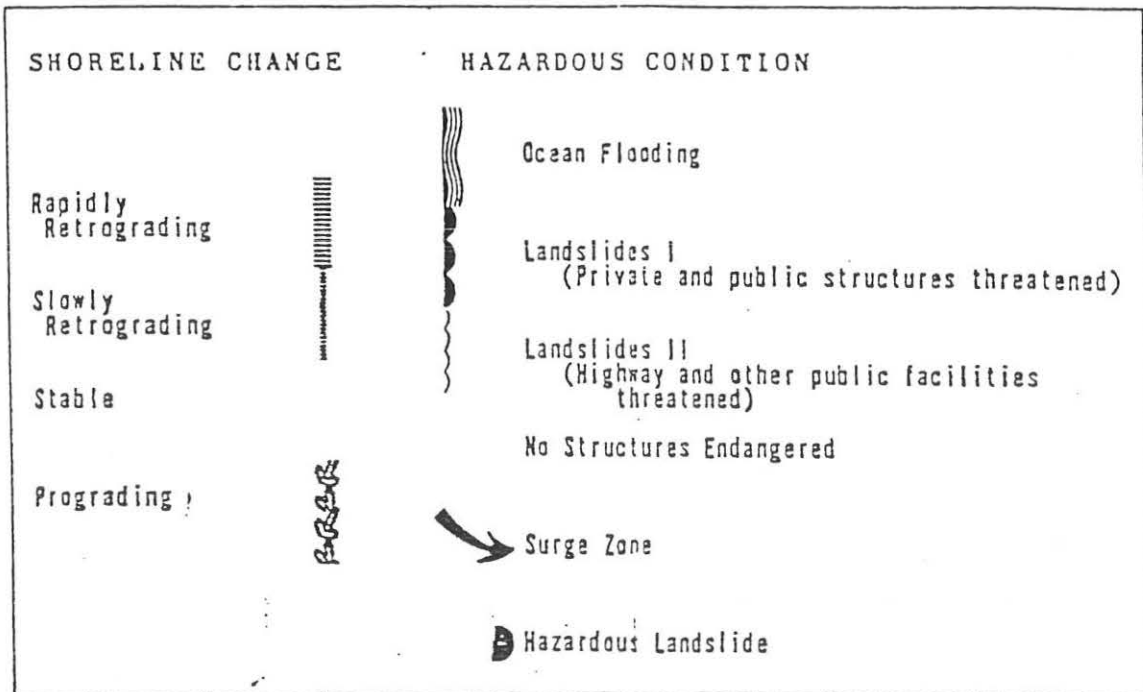 SHORELINE CHANGE
Rapidly
Retrograding
Slowly
Retrograding
Stable
Prograding
HAZARDOUS CONDITION
Ocean Flooding
Landslides I
(Private and public structures threatened)
Landslides II
(Highway and other public facilities
threatened)
No Structures Endangered
Surge Zone
Hazardous Landslide